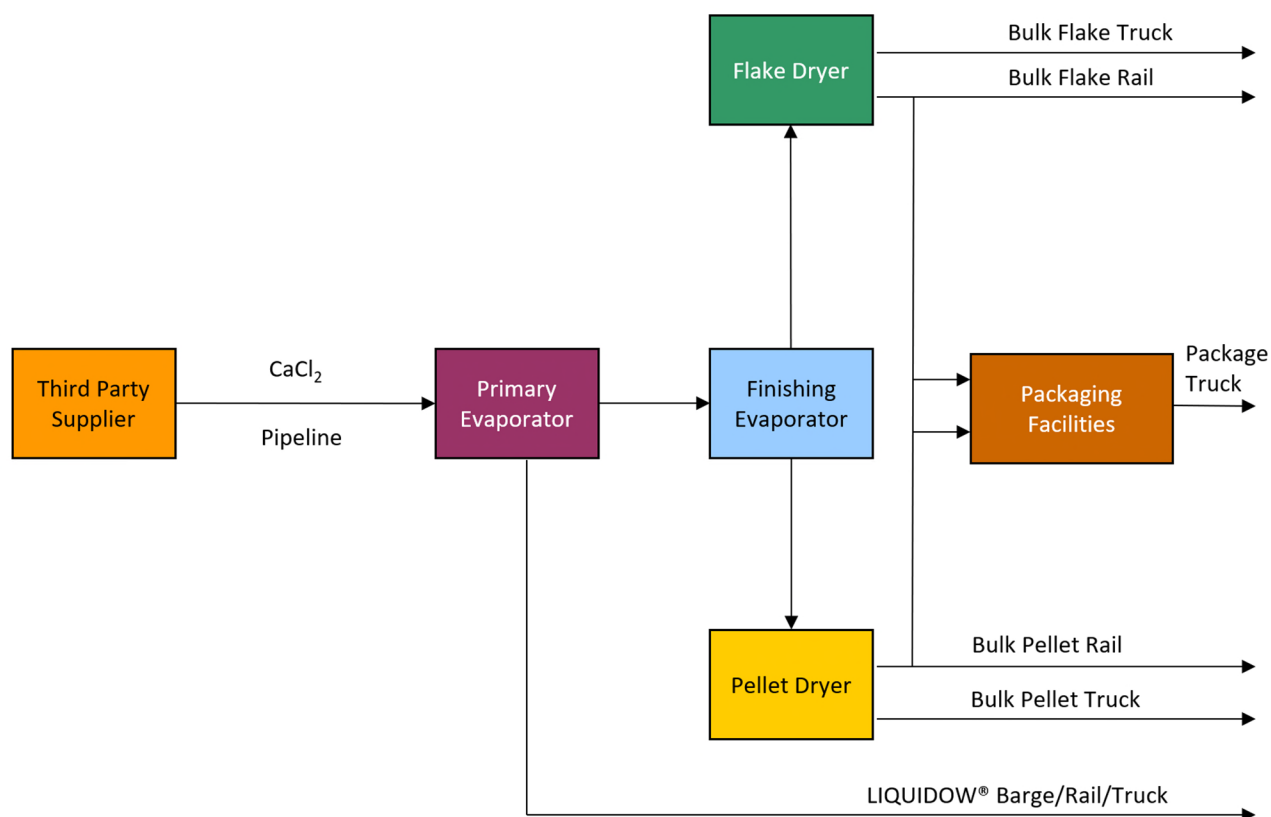 Bulk Flake Truck
Flake Dryer
Bulk Flake Rail
Third Party
Supplier
CaCl₂
Pipeline
Primary
Evaporator
Finishing
Evaporator
Packaging
Facilities
Package
Truck
Pellet Dryer
Bulk Pellet Rail
Bulk Pellet Truck
LIQUIDOW® Barge/Rail/Truck